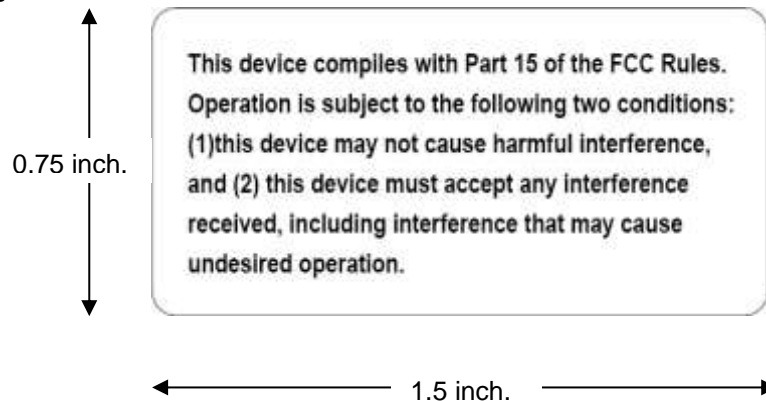 This device compiles with Part 15 of the FCC Rules.
Operation is subject to the following two conditions:
(1)this device may not cause harmful interference,
0.75 inch.
and (2) this device must accept any interference
received, including interference that may cause
undesired operation.
1.5 inch.